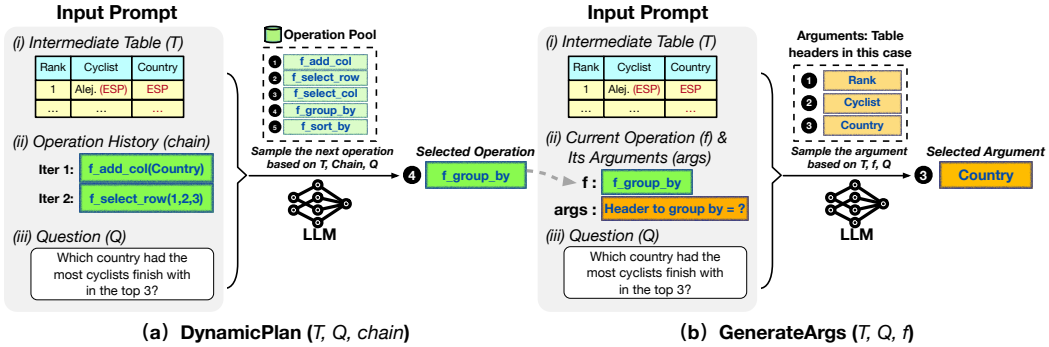 Input Prompt
(i) Intermediate Table (T)
Rank Cyclist Country
1 Alej. (ESP) ESP
... ... ...
(ii) Operation History (chain)
Iter 1: f_add_col(Country)
Iter 2: f_select_row(1,2,3)
(iii) Question (Q)
Which country had the
most cyclists finish with
in the top 3?
Operation Pool
1 f_add_col
2 f_select_row
3 f_select_col
4 f_group_by
5 f_sort_by
Sample the next operation
based on T, Chain, Q
LLM
Selected Operation
4 f_group_by
(a) DynamicPlan (T, Q, chain)
Input Prompt
(i) Intermediate Table (T)
Rank Cyclist Country
1 Alej. (ESP) ESP
... ... ...
(ii) Current Operation (f) &
Its Arguments (args)
f : f_group_by
args : Header to group by = ?
(iii) Question (Q)
Which country had the
most cyclists finish with
in the top 3?
Arguments: Table
headers in this case
1 Rank
2 Cyclist
3 Country
Sample the argument
based on T, f, Q
LLM
Selected Argument
3 Country
(b) GenerateArgs (T, Q, f)